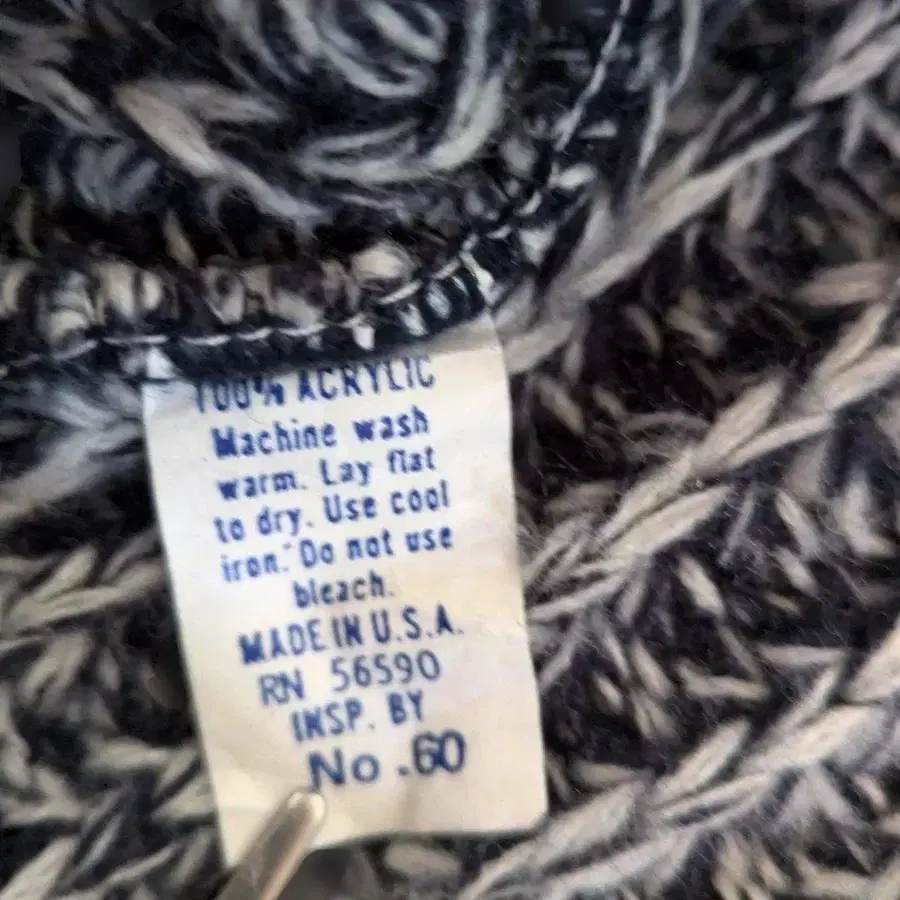 100% ACRYLIC
Machine wash
warm. Lay flat
to dry. Use cool
iron. Do not use
bleach.
MADE IN U.S.A.
RN 56590
INSP. BY
No .60